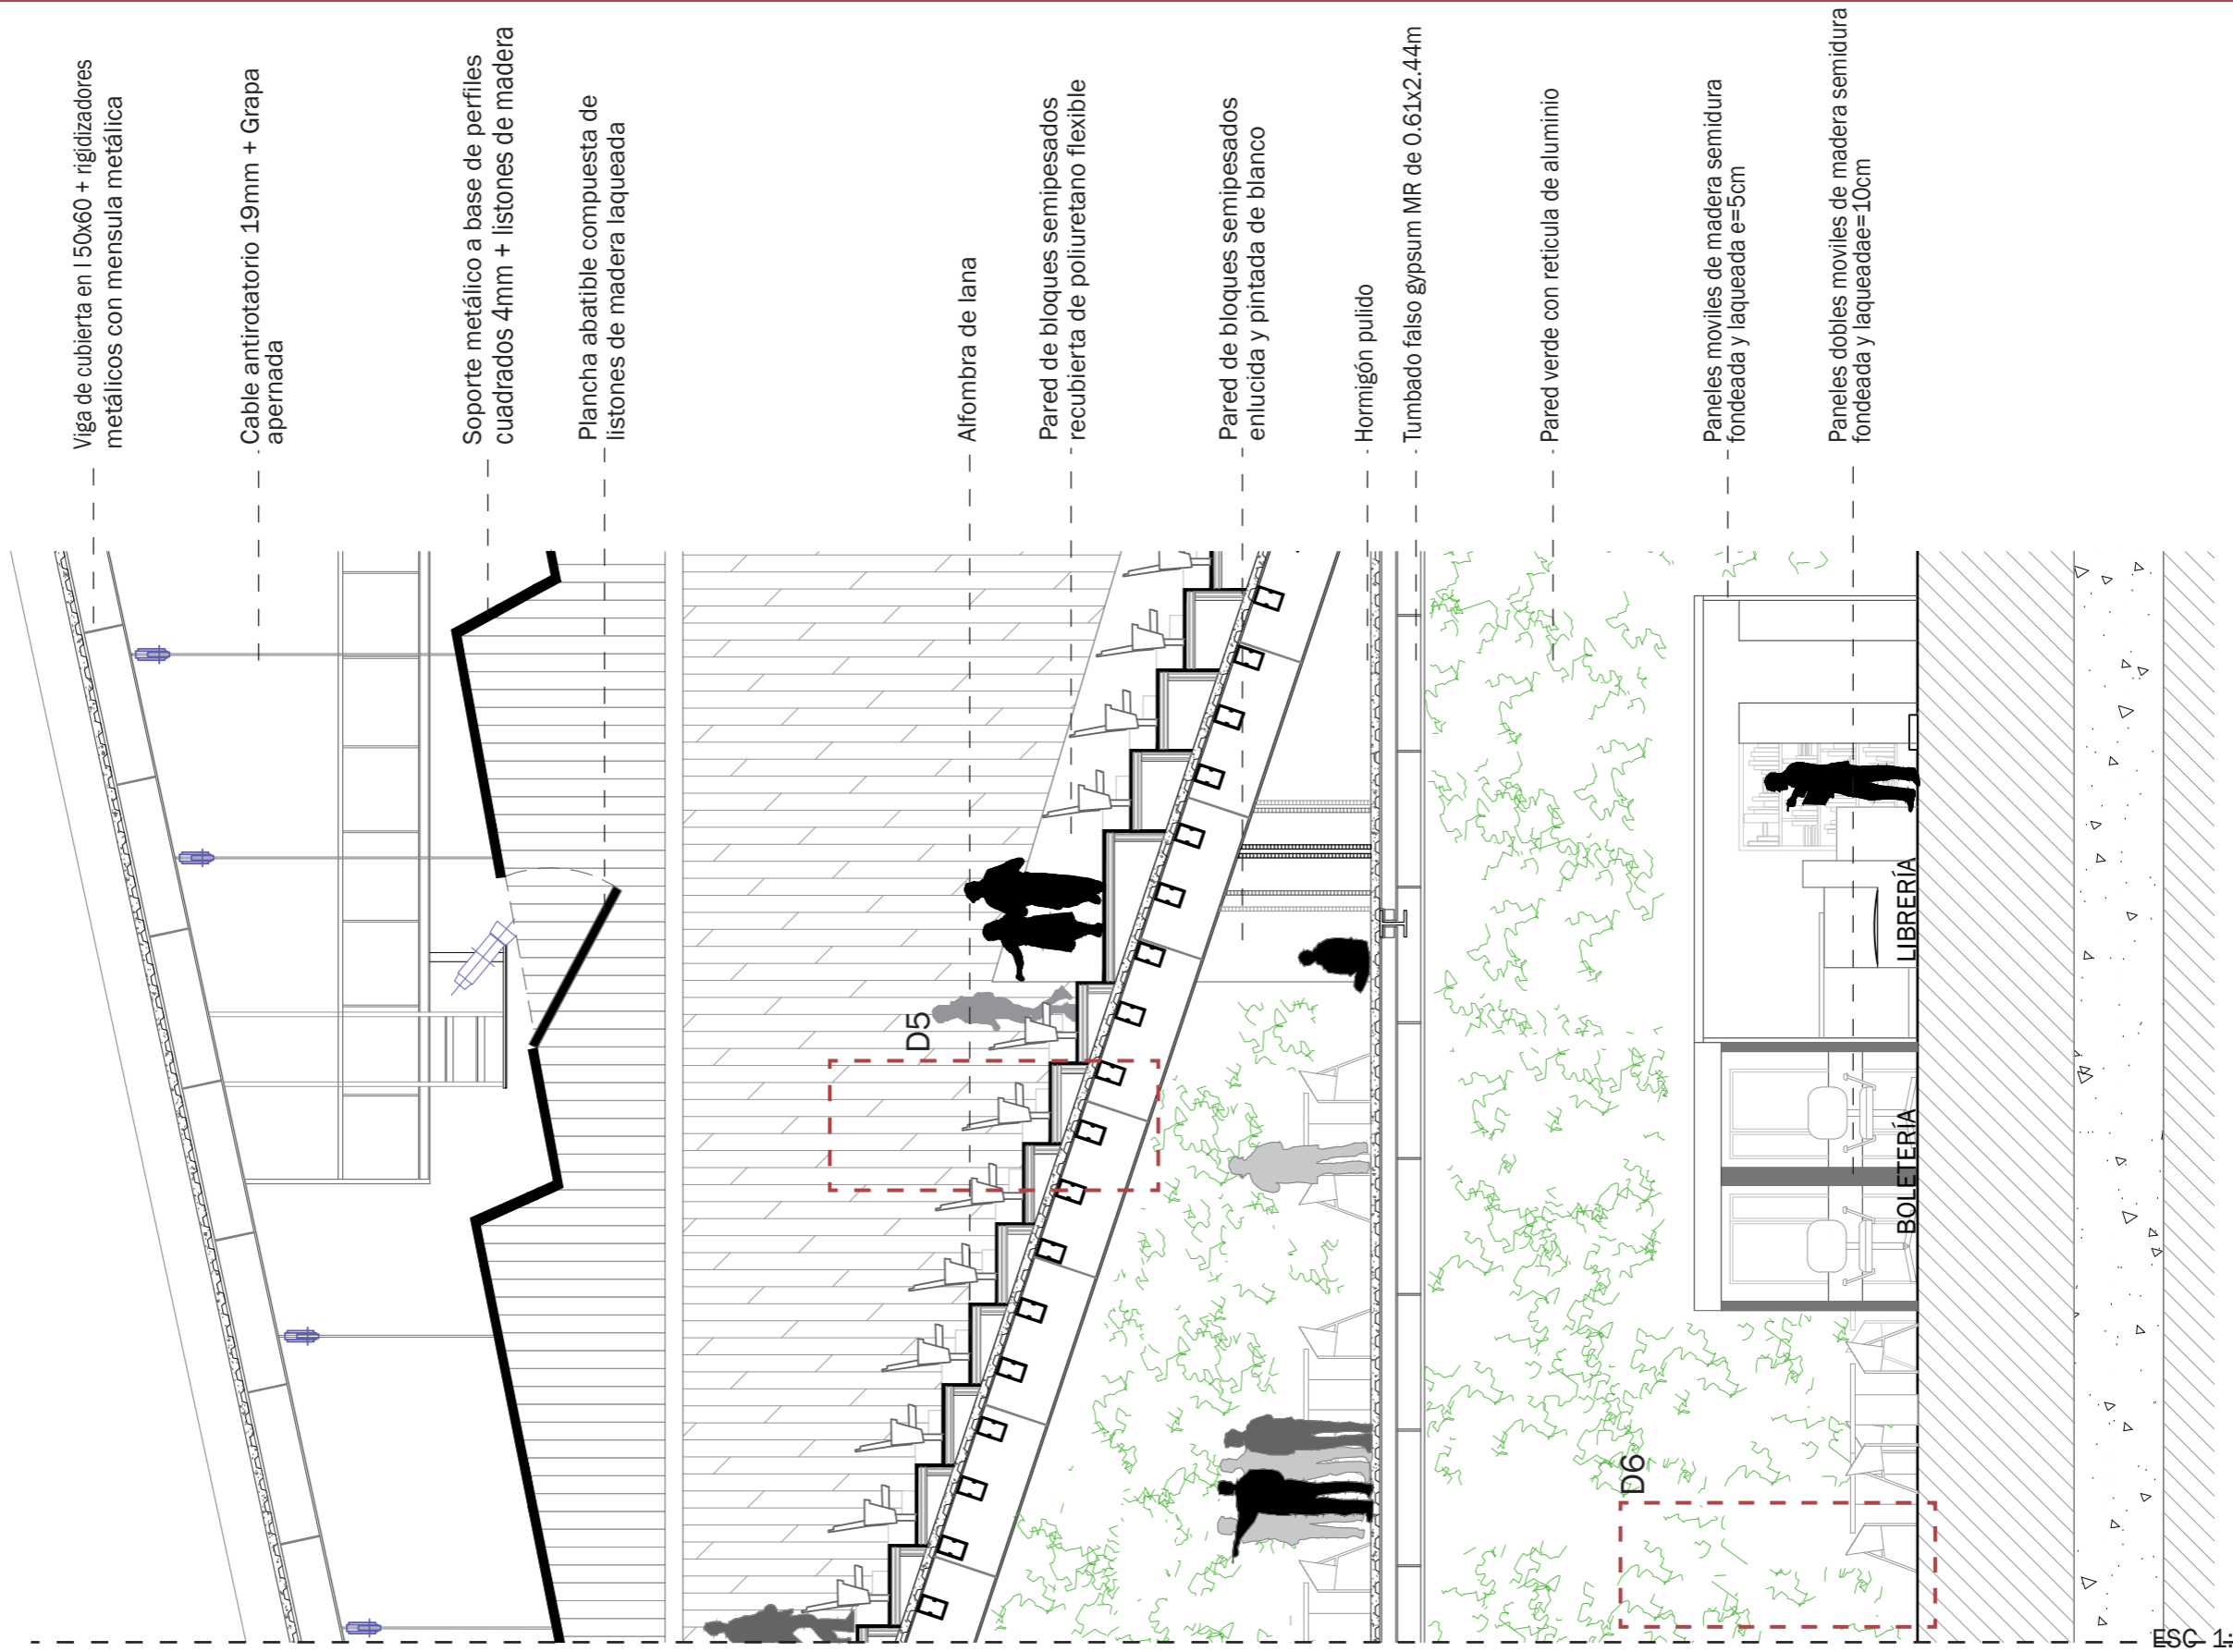 Viga de cubierta en I 50x60 + rigidizadores
metálicos con mensula metálica
Cable antirotatorio 19mm + Grapa
apernada
Soporte metálico a base de perfiles
cuadrados 4mm + listones de madera
Plancha abatible compuesta de
listones de madera laqueada
Alfombra de lana
Pared de bloques semipesados
recubierta de poliuretano flexible
Pared de bloques semipesados
enlucida y pintada de blanco
Hormigón pulido
Tumbado falso gypsum MR de 0.61x2.44m
Pared verde con reticula de aluminio
Paneles moviles de madera semidura
fondeada y laqueada e=5cm
Paneles dobles moviles de madera semidura
fondeada y laqueadae=10cm
D5
D6
LIBRERÍA
BOLETERÍA
ESC 1: